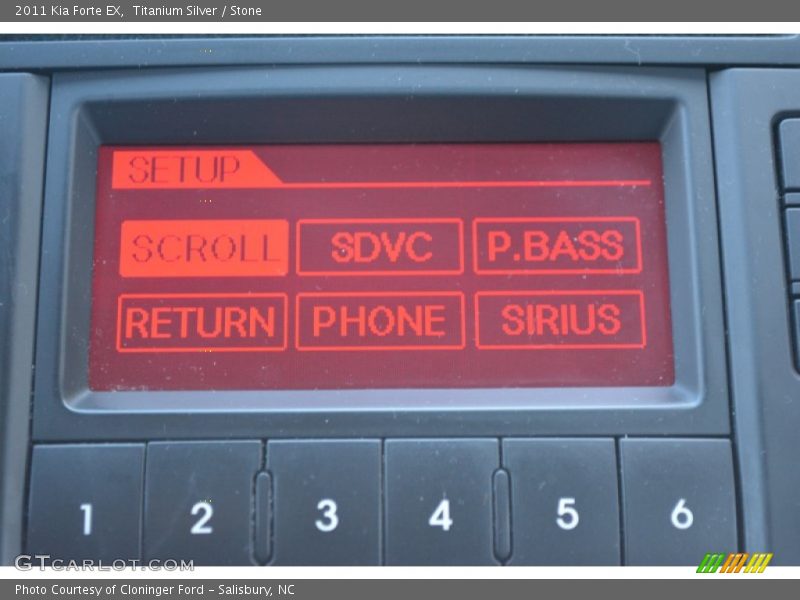 2011 Kia Forte EX,  Titanium Silver / Stone
SETUP
SCROLL SDVC P.BASS
RETURN PHONE SIRIUS
1 2 3 4 5 6
GTCARLOT.COM
Photo Courtesy of Cloninger Ford - Salisbury, NC